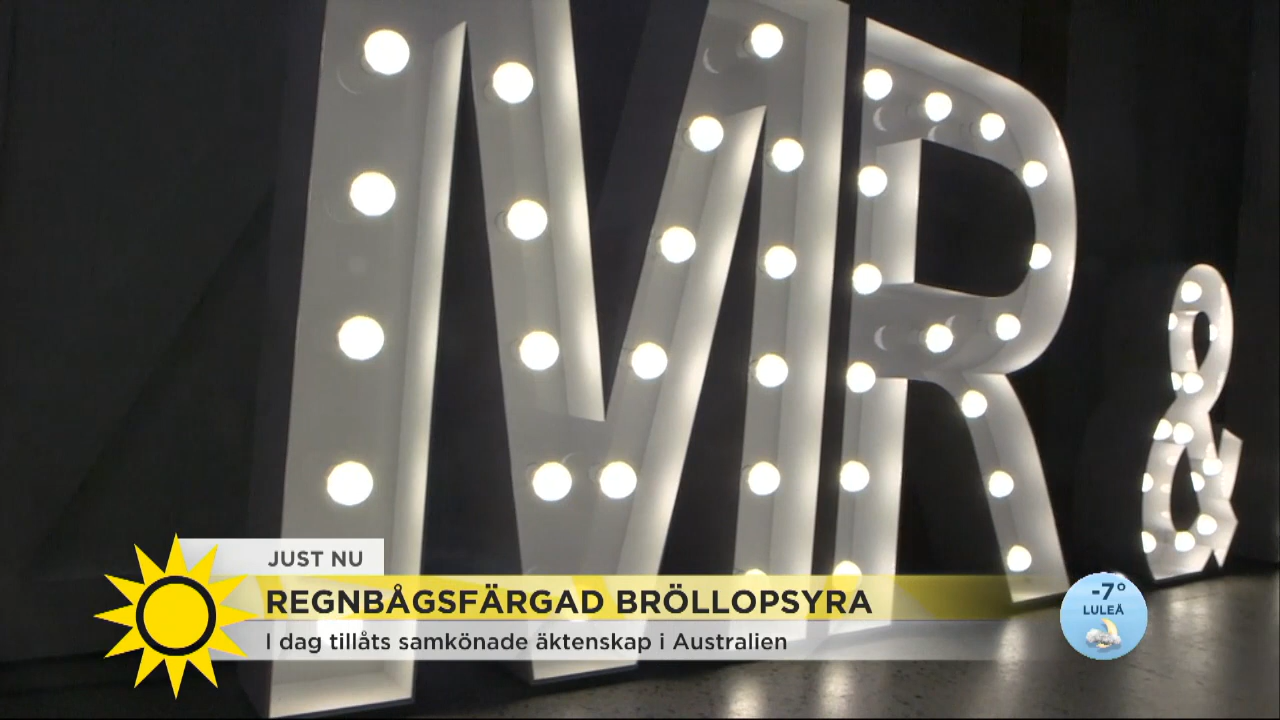 MR &
JUST NU
REGNBÅGSFÄRGAD BRÖLLOPSYRA
I dag tillåts samkönade äktenskap i Australien
-7°
LULEÅ